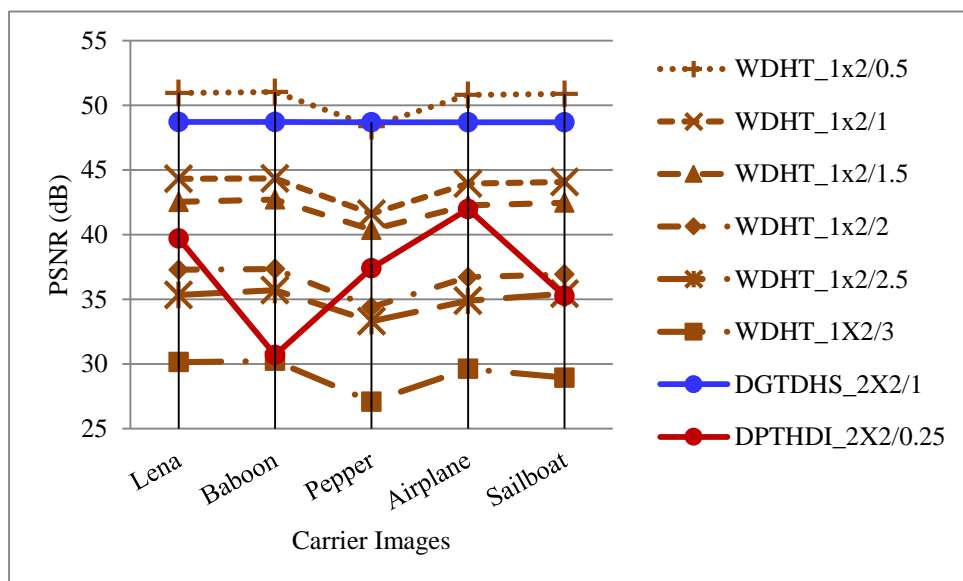 55
50
45
40
35
30
25
PSNR (dB)
Lena
Baboon
Pepper
Airplane
Sailboat
Carrier Images
WDHT_1x2/0.5
WDHT_1x2/1
WDHT_1x2/1.5
WDHT_1x2/2
WDHT_1x2/2.5
WDHT_1X2/3
DGTDHS_2X2/1
DPTHDI_2X2/0.25